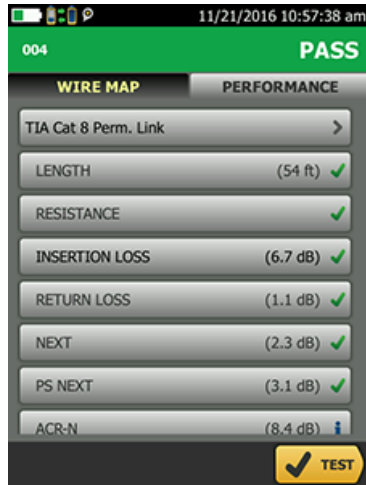 11/21/2016 10:57:38 am
004 PASS
WIRE MAP PERFORMANCE
TIA Cat 8 Perm. Link
LENGTH (54 ft)
RESISTANCE
INSERTION LOSS (6.7 dB)
RETURN LOSS (1.1 dB)
NEXT (2.3 dB)
PS NEXT (3.1 dB)
ACR-N (8.4 dB) i
TEST